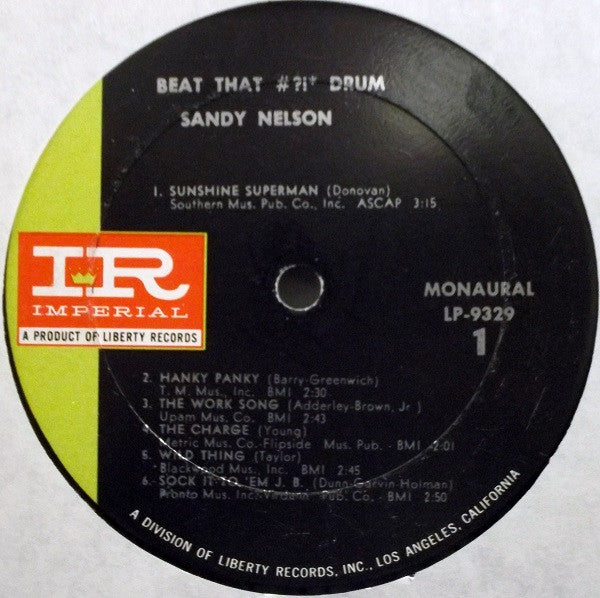 BEAT THAT #?!* DRUM
SANDY NELSON
1. SUNSHINE SUPERMAN (Donovan)
Southern Mus. Pub. Co., Inc. ASCAP 3:15
IR
IMPERIAL
A PRODUCT OF LIBERTY RECORDS
MONAURAL
LP-9329
1
2. HANKY PANKY (Barry-Greenwich)
T. M. Mus., Inc. BMI 2:30
3. THE WORK SONG (Adderley-Brown, Jr)
Upam Mus. Co. BMI 2:43
4. THE CHARGE (Young)
Metric Mus. Co.-Flipside Mus. Pub. - BMI -2:01
5. WILD THING (Taylor)
Blackwood Mus., Inc. BMI 2:45
6. SOCK IT TO 'EM J. B. (Dunn-Garvin-Holman)
Pronto Mus. Inc. Virdenn Pub. Co. - BMI - 2:50
A DIVISION OF LIBERTY RECORDS, INC., LOS ANGELES, CALIFORNIA